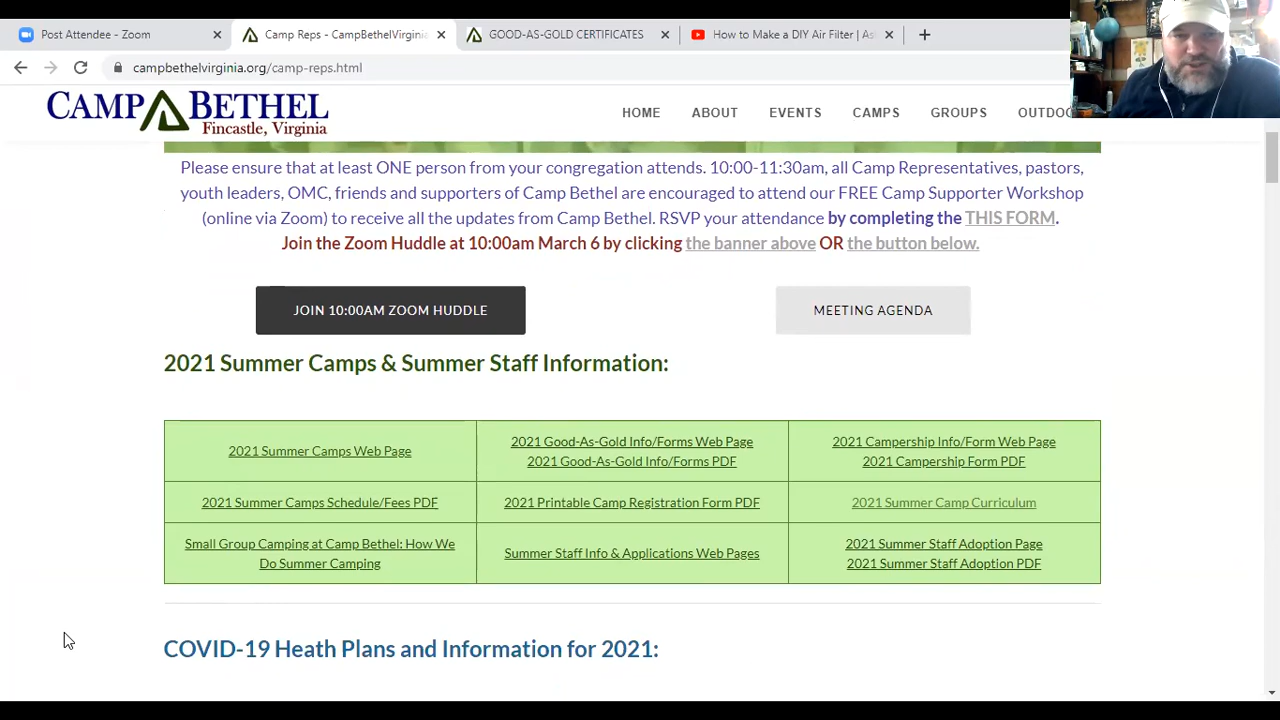 Post Attendee - Zoom
Camp Reps - CampBethelVirginia
GOOD-AS-GOLD CERTIFICATES
How to Make a DIY Air Filter | As
campbethelvirginia.org/camp-reps.html
CAMP BETHEL
Fincastle, Virginia
HOME ABOUT EVENTS CAMPS GROUPS OUTDOO
Please ensure that at least ONE person from your congregation attends. 10:00-11:30am, all Camp Representatives, pastors,
youth leaders, OMC, friends and supporters of Camp Bethel are encouraged to attend our FREE Camp Supporter Workshop
(online via Zoom) to receive all the updates from Camp Bethel. RSVP your attendance by completing the THIS FORM.
Join the Zoom Huddle at 10:00am March 6 by clicking the banner above OR the button below.
JOIN 10:00AM ZOOM HUDDLE
MEETING AGENDA
2021 Summer Camps & Summer Staff Information:
2021 Summer Camps Web Page
2021 Good-As-Gold Info/Forms Web Page
2021 Good-As-Gold Info/Forms PDF
2021 Campership Info/Form Web Page
2021 Campership Form PDF
2021 Summer Camps Schedule/Fees PDF
2021 Printable Camp Registration Form PDF
2021 Summer Camp Curriculum
Small Group Camping at Camp Bethel: How We
Do Summer Camping
Summer Staff Info & Applications Web Pages
2021 Summer Staff Adoption Page
2021 Summer Staff Adoption PDF
COVID-19 Heath Plans and Information for 2021: